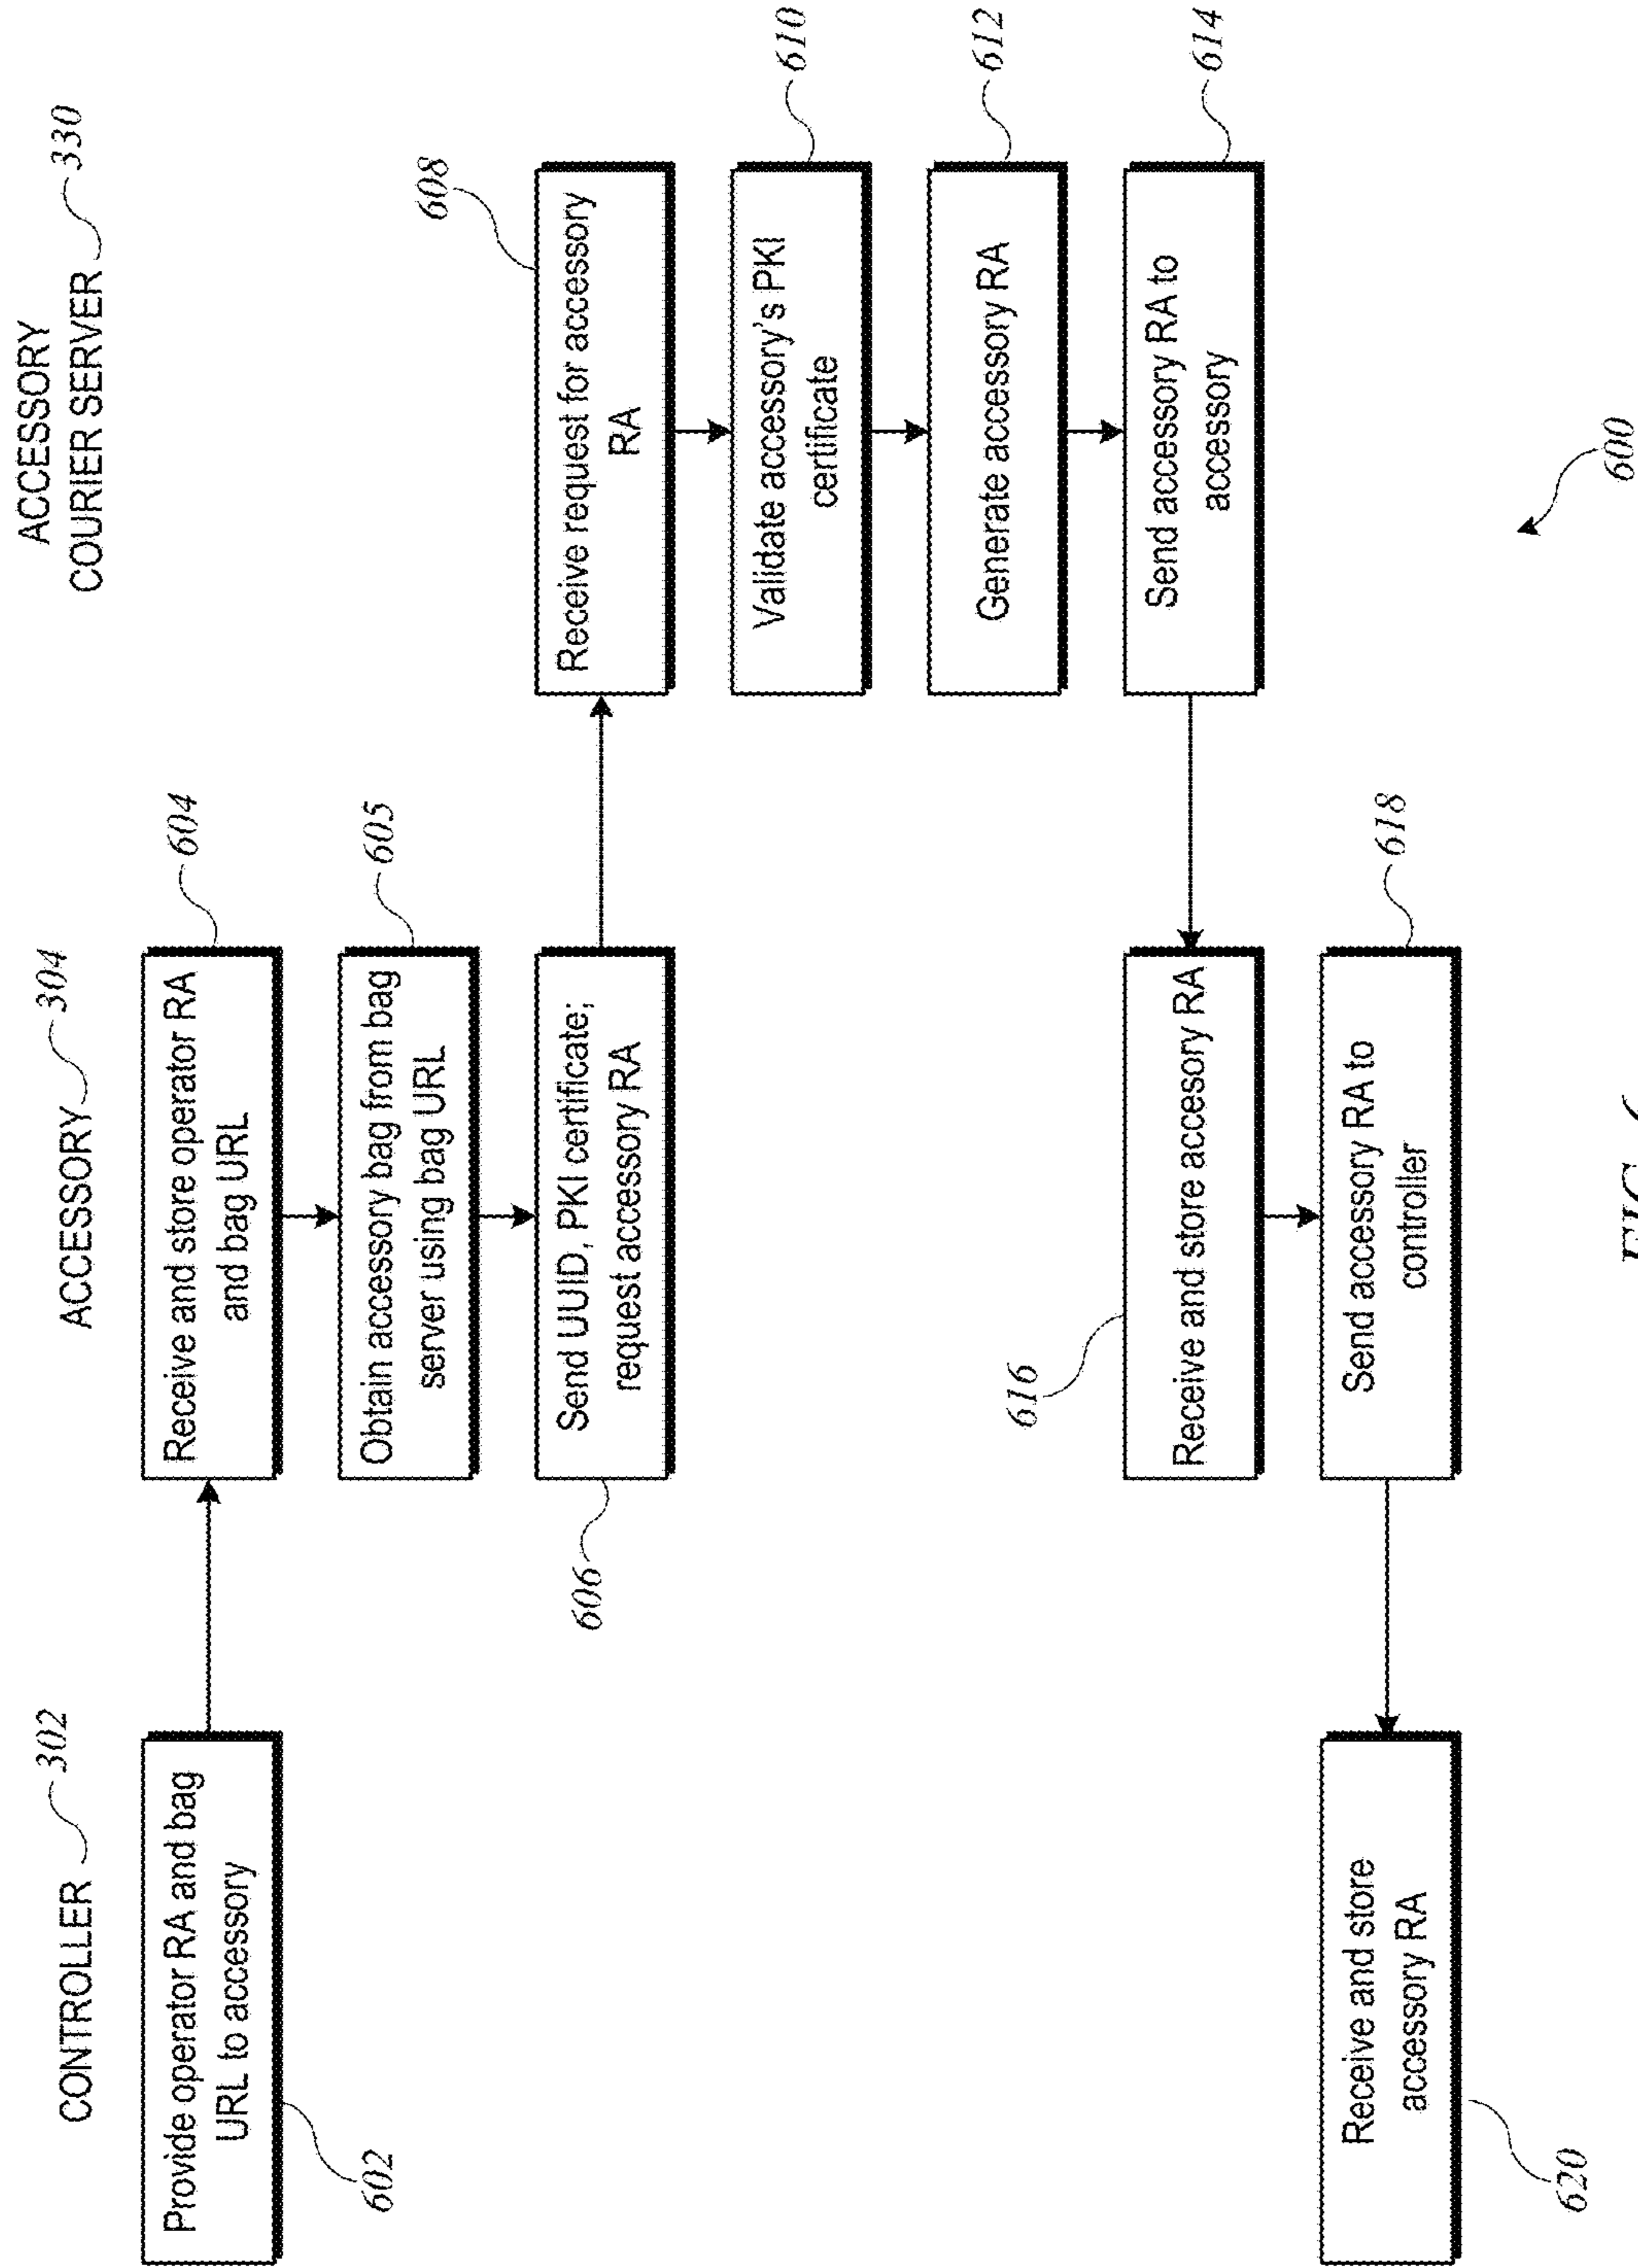 CONTROLLER 302
ACCESSORY 304
ACCESSORY
COURIER SERVER 330
Provide operator RA and bag
URL to accessory
602
Receive and store operator RA
and bag URL
604
Obtain accessory bag from bag
server using bag URL
605
Send UUID, PKI certificate;
request accessory RA
606
Receive request for accessory
RA
608
Validate accessory's PKI
certificate
610
Generate accessory RA
612
Send accessory RA to
accessory
614
Receive and store accessory RA
616
Send accessory RA to
controller
618
Receive and store
accessory RA
620
600
FIG.